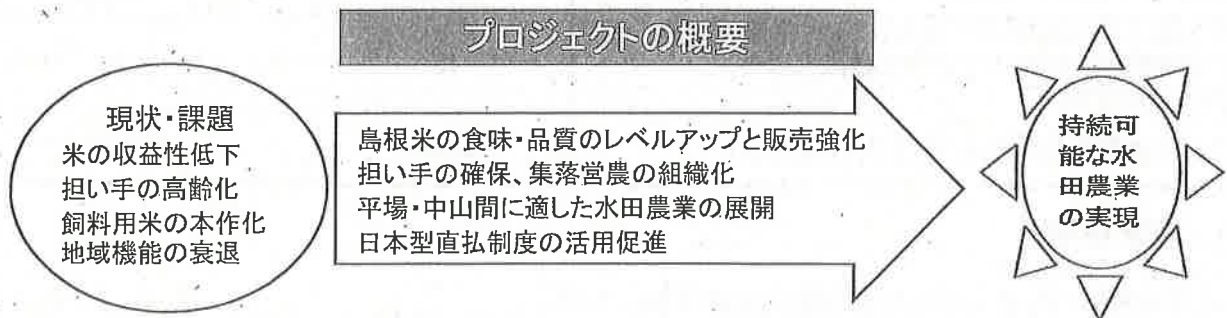 プロジェクトの概要
現状・課題
米の収益性低下
担い手の高齢化
飼料用米の本作化
地域機能の衰退
島根米の食味・品質のレベルアップと販売強化
担い手の確保、集落営農の組織化
平場・中山間に適した水田農業の展開
日本型直払制度の活用促進
持続可
能な水
田農業
の実現